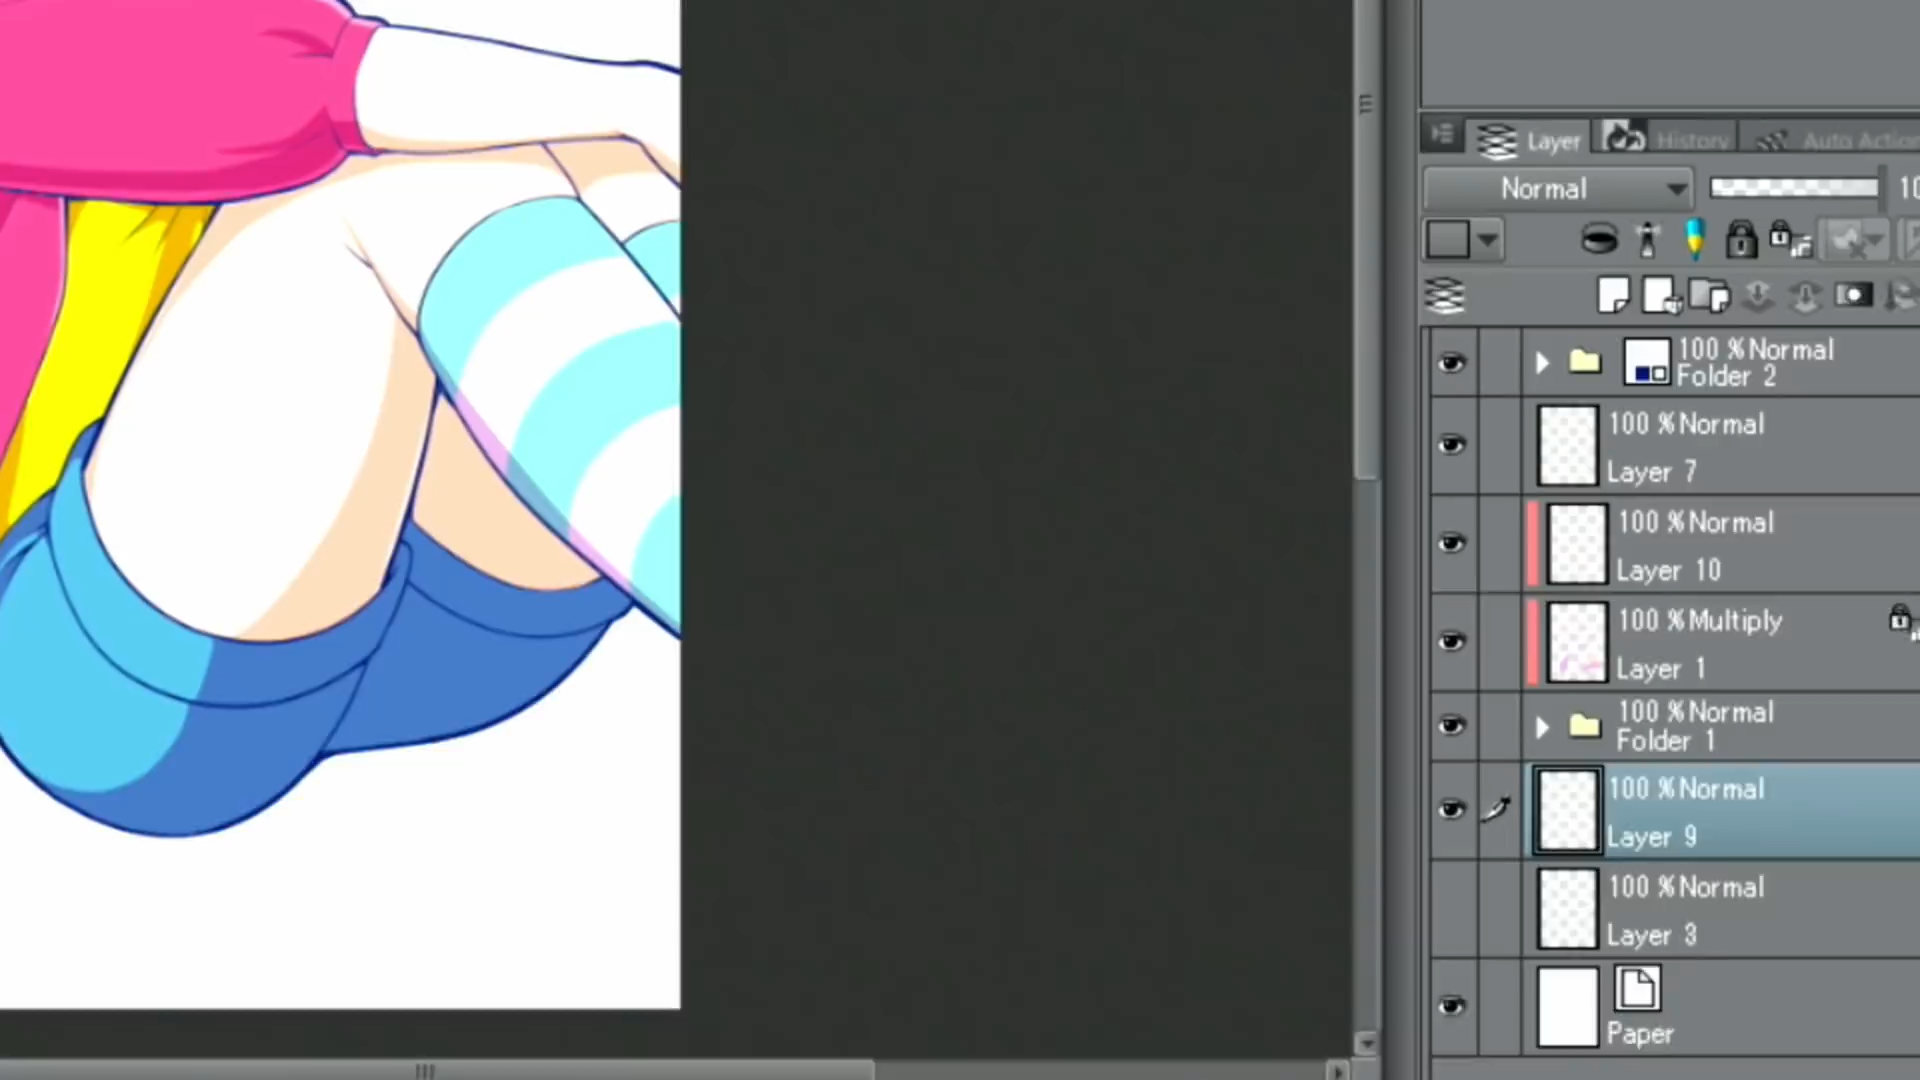 Layer History Auto Action
Normal 10
100 %Normal
Folder 2
100 %Normal
Layer 7
100 %Normal
Layer 10
100 %Multiply
Layer 1
100 %Normal
Folder 1
100 %Normal
Layer 9
100 %Normal
Layer 3
Paper